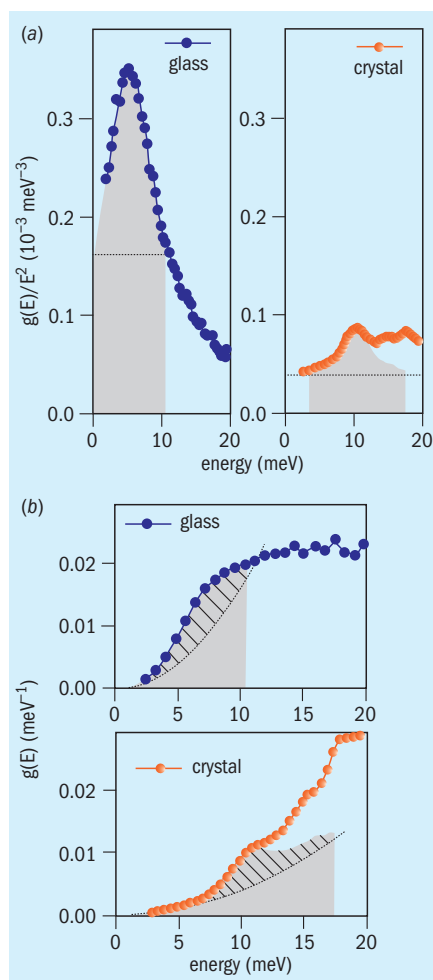 (a)
glass
crystal
g(E)/E² (10⁻³ meV⁻³)
0.3
0.2
0.1
0.0
0.3
0.2
0.1
0.0
0 10 20
0 10 20
energy (meV)
(b)
glass
0.02
0.01
0.00
0 5 10 15 20
g(E) (meV⁻¹)
crystal
0.02
0.01
0.00
0 5 10 15 20
energy (meV)